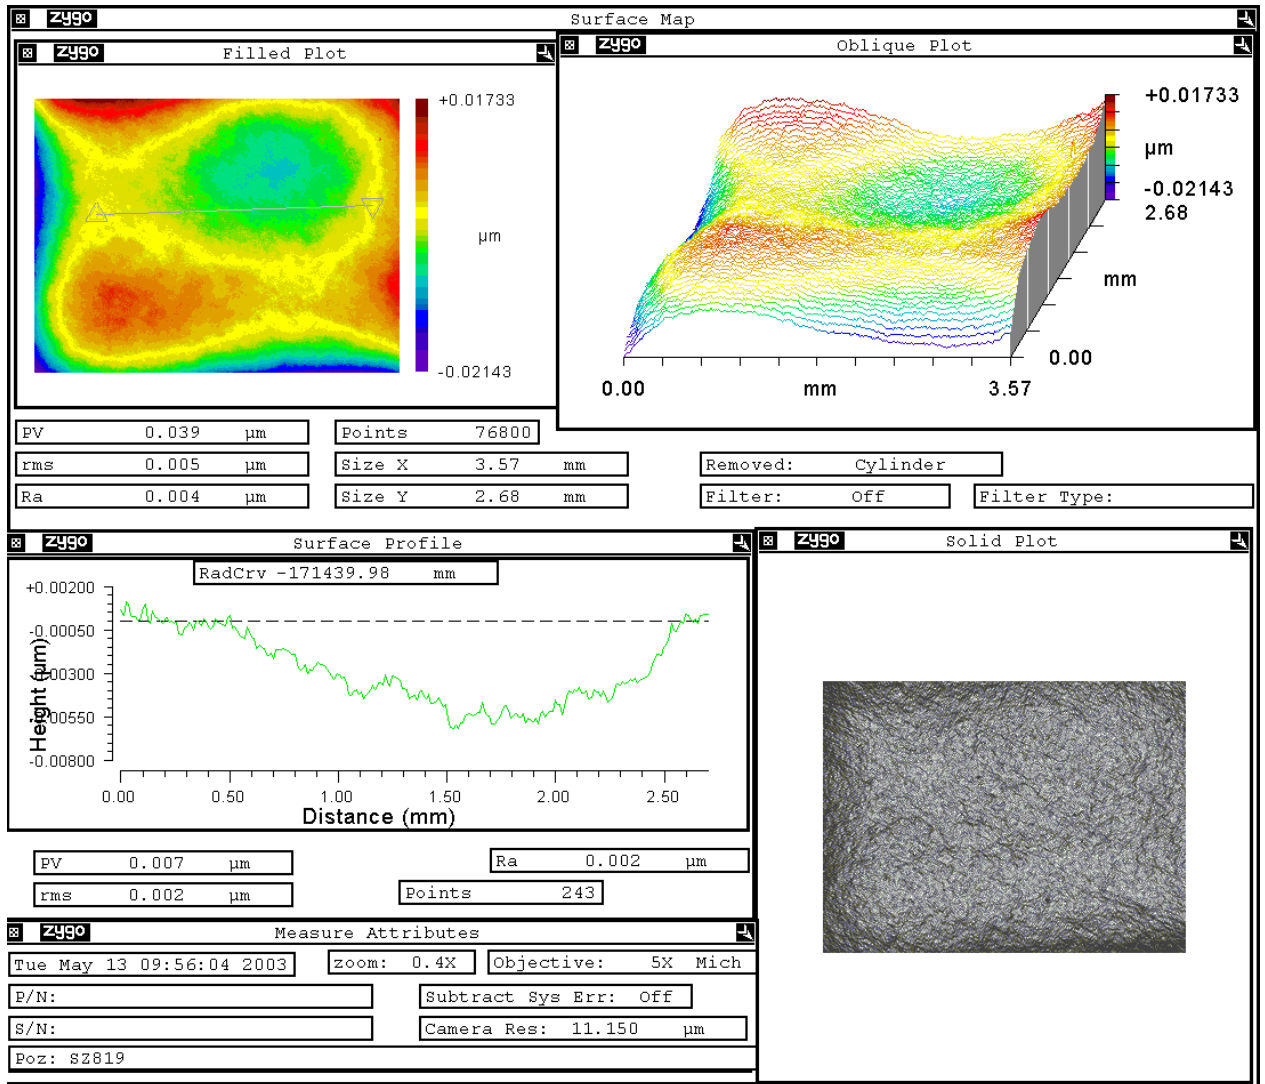 zygo Surface Map
zygo Filled Plot
+0.01733
µm
-0.02143
zygo Oblique Plot
+0.01733
µm
-0.02143
2.68
mm
0.00
0.00 mm 3.57
PV 0.039 µm
rms 0.005 µm
Ra 0.004 µm
Points 76800
Size X 3.57 mm
Size Y 2.68 mm
Removed: Cylinder
Filter: Off
Filter Type:
zygo Surface Profile
RadCrv -171439.98 mm
+0.00200
-0.00050
.00300
.00550
-0.00800
Height (µm)
0.00 0.50 1.00 1.50 2.00 2.50
Distance (mm)
PV 0.007 µm
rms 0.002 µm
Ra 0.002 µm
Points 243
zygo Solid Plot
zygo Measure Attributes
Tue May 13 09:56:04 2003
zoom: 0.4X
Objective: 5X Mich
P/N:
Subtract Sys Err: Off
S/N:
Camera Res: 11.150 µm
Poz: SZ819